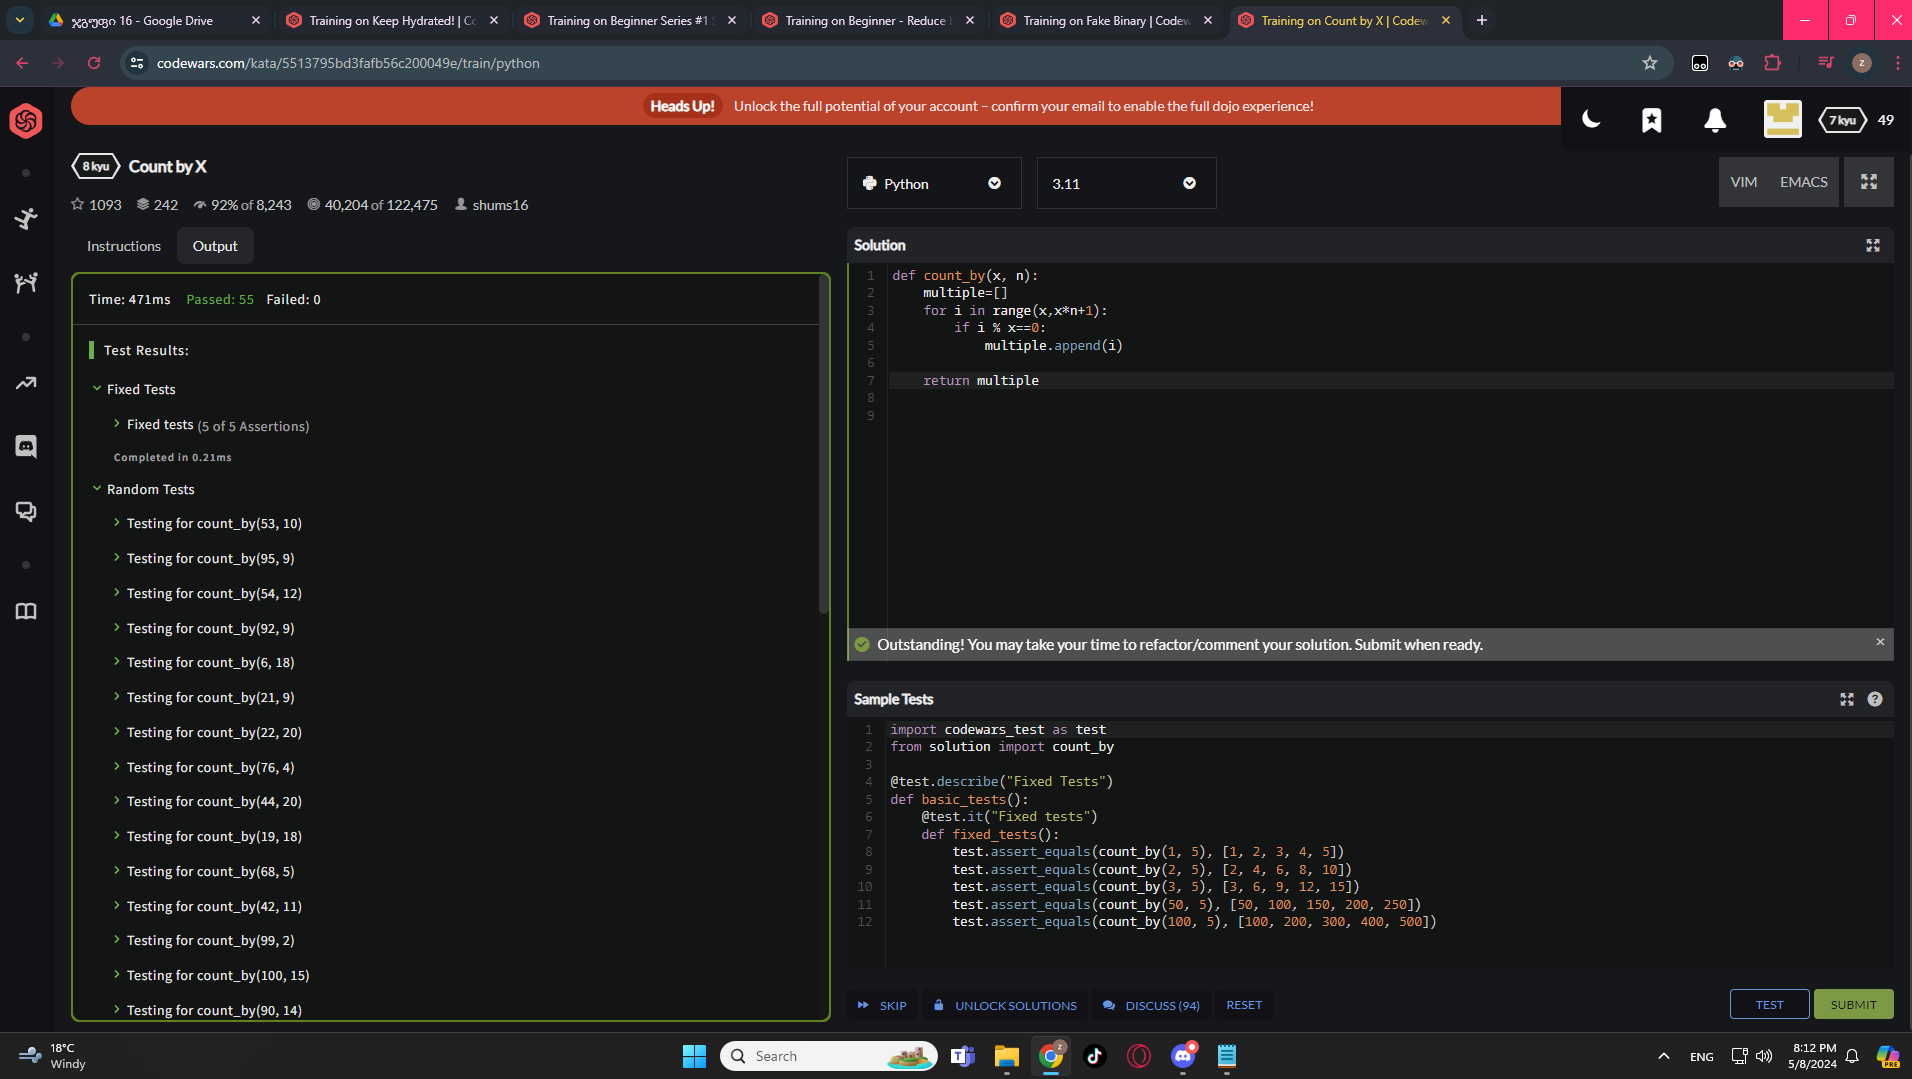 ჯგუფი 16 - Google Drive
Training on Keep Hydrated! | Co
Training on Beginner Series #1 S
Training on Beginner - Reduce b
Training on Fake Binary | Codew
Training on Count by X | Codew
codewars.com/kata/5513795bd3fafb56c200049e/train/python
Z
Heads Up! Unlock the full potential of your account – confirm your email to enable the full dojo experience!
7 kyu 49
8 kyu Count by X
1093 242 92% of 8,243 40,204 of 122,475 shums16
Python
3.11
VIM EMACS
Instructions Output
Time: 471ms Passed: 55 Failed: 0
Test Results:
Fixed Tests
Fixed tests (5 of 5 Assertions)
Completed in 0.21ms
Random Tests
Testing for count_by(53, 10)
Testing for count_by(95, 9)
Testing for count_by(54, 12)
Testing for count_by(92, 9)
Testing for count_by(6, 18)
Testing for count_by(21, 9)
Testing for count_by(22, 20)
Testing for count_by(76, 4)
Testing for count_by(44, 20)
Testing for count_by(19, 18)
Testing for count_by(68, 5)
Testing for count_by(42, 11)
Testing for count_by(99, 2)
Testing for count_by(100, 15)
Testing for count_by(90, 14)
Solution
1 def count_by(x, n):
2 multiple=[]
3 for i in range(x,x*n+1):
4 if i % x==0:
5 multiple.append(i)
6
7 return multiple
8
9
Outstanding! You may take your time to refactor/comment your solution. Submit when ready.
Sample Tests
1 import codewars_test as test
2 from solution import count_by
3
4 @test.describe("Fixed Tests")
5 def basic_tests():
6 @test.it("Fixed tests")
7 def fixed_tests():
8 test.assert_equals(count_by(1, 5), [1, 2, 3, 4, 5])
9 test.assert_equals(count_by(2, 5), [2, 4, 6, 8, 10])
10 test.assert_equals(count_by(3, 5), [3, 6, 9, 12, 15])
11 test.assert_equals(count_by(50, 5), [50, 100, 150, 200, 250])
12 test.assert_equals(count_by(100, 5), [100, 200, 300, 400, 500])
SKIP UNLOCK SOLUTIONS DISCUSS (94) RESET
TEST SUBMIT
18°C
Windy
Search
ENG
8:12 PM
5/8/2024
PRE